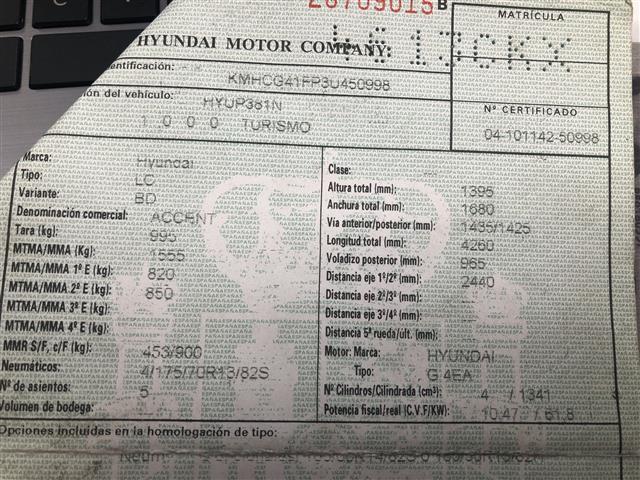 28709015 B
MATRÍCULA
4613CKX
HYUNDAI MOTOR COMPANY
entificación:
KMHCG41FP3U450998
Nº CERTIFICADO
04-101142-50998
ión del vehículo:
HYUP381N
1000 TURISMO
Marca: Hyundai
Tipo: LC
Variante: BD
Denominación comercial: ACCENT
Tara (kg): 995
MTMA/MMA (Kg): 1555
MTMA/MMA 1º E (kg): 820
MTMA/MMA 2º E (kg): 850
MTMA/MMA 3º E (kg):
MTMA/MMA 4º E (kg):
MMR S/F, c/F (kg): 453/900
Neumáticos: 4/175/70R13/82S
Nº de asientos: 5
Volumen de bodega:
Clase:
Altura total (mm): 1395
Anchura total (mm): 1680
Vía anterior/posterior (mm): 1435/1425
Longitud total (mm): 4260
Voladizo posterior (mm): 965
Distancia eje 1º/2º (mm): 2440
Distancia eje 2º/3º (mm):
Distancia eje 3º/4º (mm):
Distancia 5ª rueda/últ. (mm):
Motor: Marca: HYUNDAI
Tipo: G4EA
Nº Cilindros/Cilindrada (cm³) 4 / 1341
Potencia fiscal/real (C.V.F/KW) 10.47 / 61.8
Opciones incluidas en la homologación de tipo: